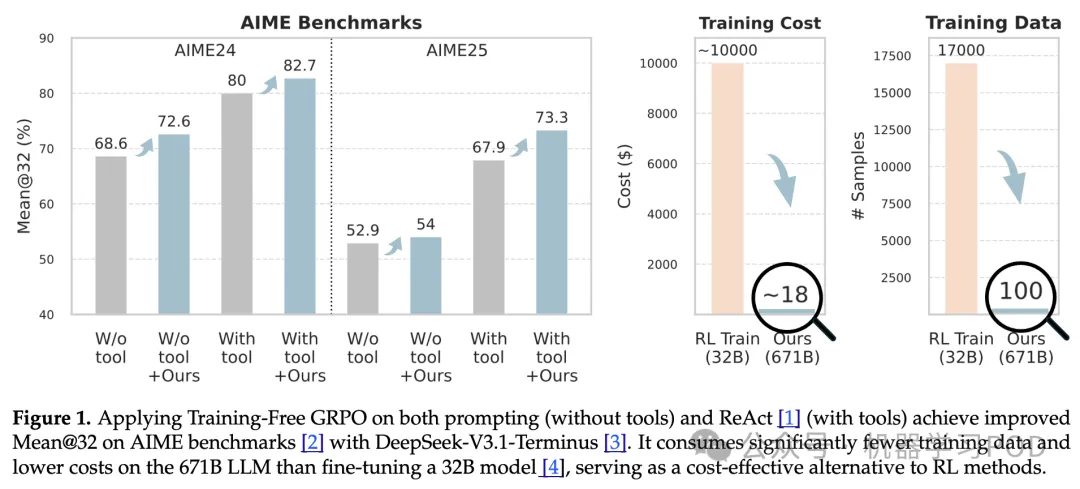 AIME Benchmarks
AIME24
AIME25
Mean@32 (%)
90
80
70
60
50
40
68.6
72.6
80
82.7
52.9
54
67.9
73.3
W/o
tool
W/o
tool
+Ours
With
tool
With
tool
+Ours
W/o
tool
W/o
tool
+Ours
With
tool
With
tool
+Ours
Training Cost
Cost ($)
10000
8000
6000
4000
2000
~10000
~18
RL Train
(32B)
Ours
(671B)
Training Data
# Samples
17500
15000
12500
10000
7500
5000
2500
17000
100
RL Train
(32B)
Ours
(671B)
Figure 1. Applying Training-Free GRPO on both prompting (without tools) and ReAct [1] (with tools) achieve improved
Mean@32 on AIME benchmarks [2] with DeepSeek-V3.1-Terminus [3]. It consumes significantly fewer training data and
lower costs on the 671B LLM than fine-tuning a 32B model [4], serving as a cost-effective alternative to RL methods.
公众号 机器学习POD